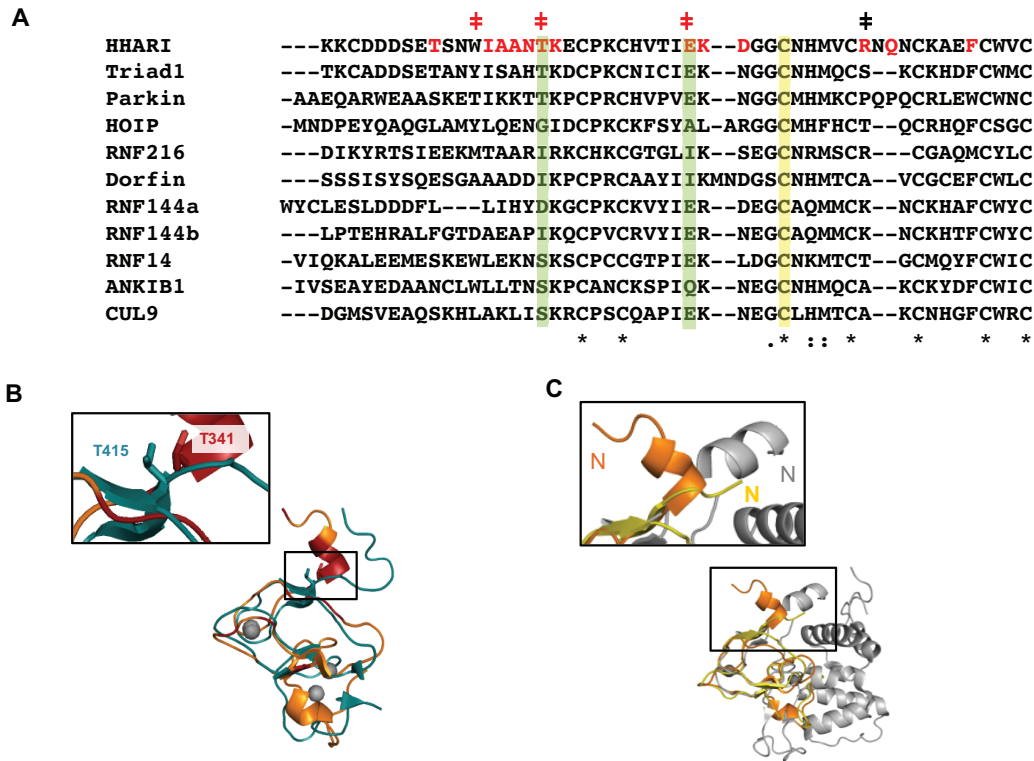 A
ǂ ǂ ǂ ǂ
HHARI ---KKCDDDSETSNWIAANTKECPKCHVTIEK--DGGCNHMVCRNQNCKAEFCWVC
Triad1 ---TKCADDSETANYISAHTKDCPKCNICIEK--NGGCNHMQCS--KCKHDFCWMC
Parkin -AAEQARWEAASKETIKKTTKPCPRCHVPVEK--NGGCMHMKCPQPQCRLEWCWNC
HOIP -MNDPEYQAQGLAMYLQENGIDCPKCKFSYAL--ARGGCMHFHCT--QCRHQFCSGC
RNF216 ---DIKYRTSIEEKMTAARIRKCHKCGTGLIK--SEGCNRMSCR---CGAQMCYLC
Dorfin ---SSSISYSQESGAAADDIKPCPRCAAYIIKMNDGSCNHMTCA---VCGCEFCWLC
RNF144a WYCLESLDDDFL---LIHYDKGCPKCKVYIER--DEGCAQMMCK--NCKHAFCWYC
RNF144b ---LPTEHRALFGTDAEAPIKQCPVCRVYIER--NEGCAQMMCK--NCKHTFCWYC
RNF14 --VIQKALEEMESKEWLEKNSKSCPCCGTPIEK--LDGCNKMTCT---GCMQYFCWIC
ANKIB1 -IVSEAYEDAANCLWLLTNSKPCANCKSPIQK--NEGCNHMTCA--KCKHDFCWIC
CUL9 ---DGMSVEAQSKHLAKLISKRCPSCQAPIEK--NEGCLHMTCA--KCNHGFCWRC
* * .* :: * * * *
B
T415
T341
C
N
N
N